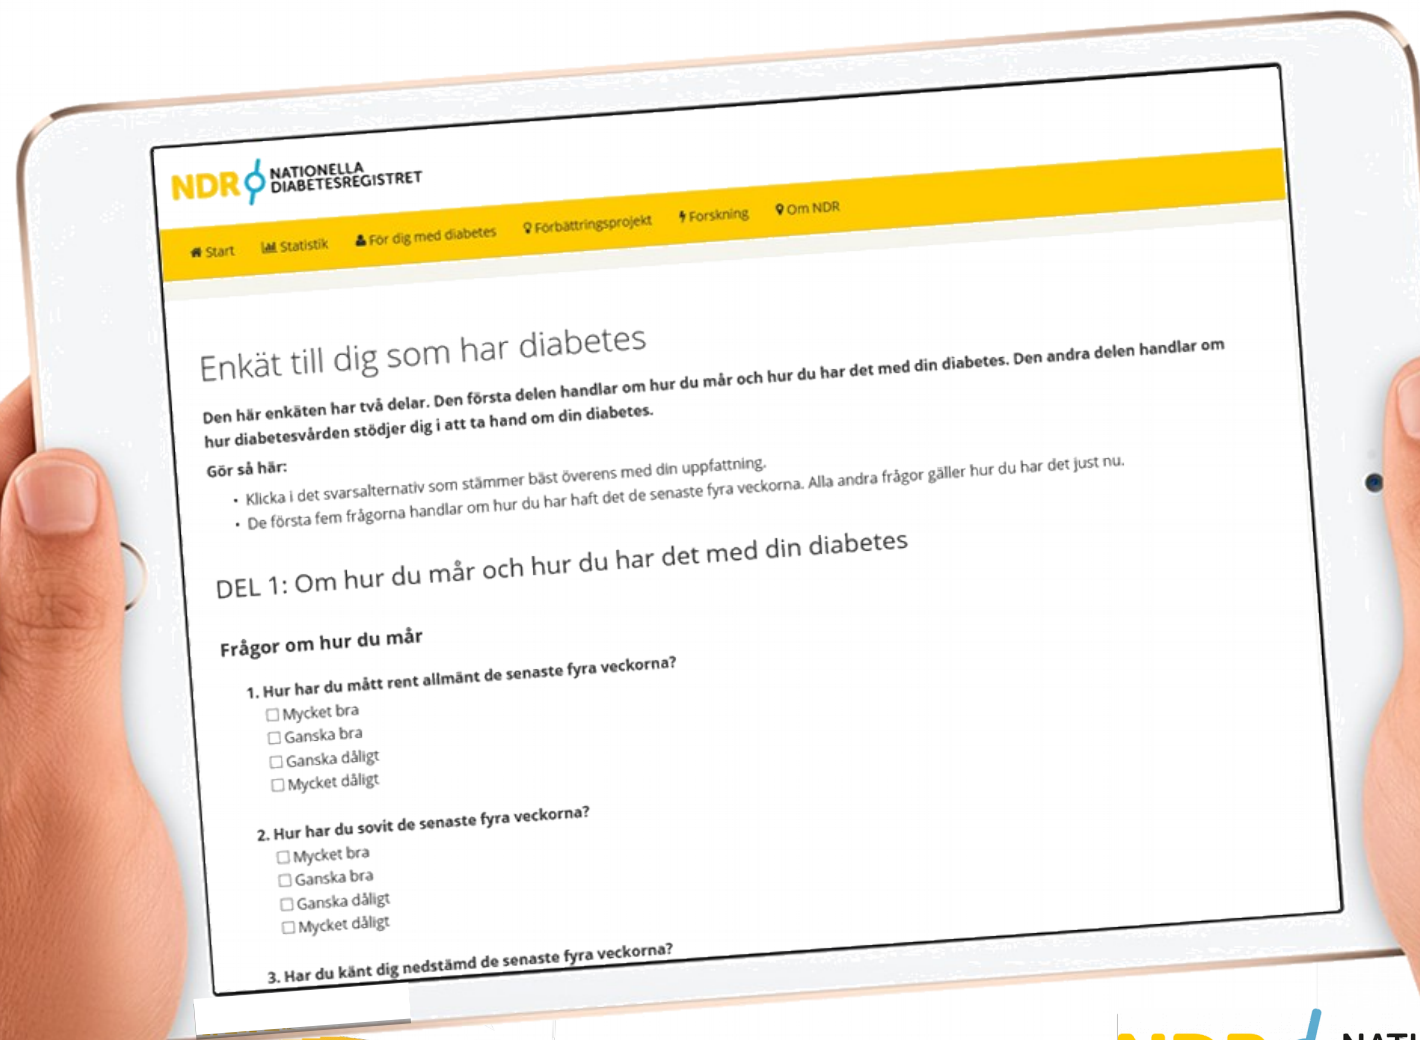 NDR NATIONELLA
DIABETESREGISTRET
Start Statistik För dig med diabetes Förbättringsprojekt Forskning Om NDR
Enkät till dig som har diabetes
Den här enkäten har två delar. Den första delen handlar om hur du mår och hur du har det med din diabetes. Den andra delen handlar om
hur diabetesvården stödjer dig i att ta hand om din diabetes.
Gör så här:
• Klicka i det svarsalternativ som stämmer bäst överens med din uppfattning.
• De första fem frågorna handlar om hur du har haft det de senaste fyra veckorna. Alla andra frågor gäller hur du har det just nu.
DEL 1: Om hur du mår och hur du har det med din diabetes
Frågor om hur du mår
1. Hur har du mått rent allmänt de senaste fyra veckorna?
☐ Mycket bra
☐ Ganska bra
☐ Ganska dåligt
☐ Mycket dåligt
2. Hur har du sovit de senaste fyra veckorna?
☐ Mycket bra
☐ Ganska bra
☐ Ganska dåligt
☐ Mycket dåligt
3. Har du känt dig nedstämd de senaste fyra veckorna?